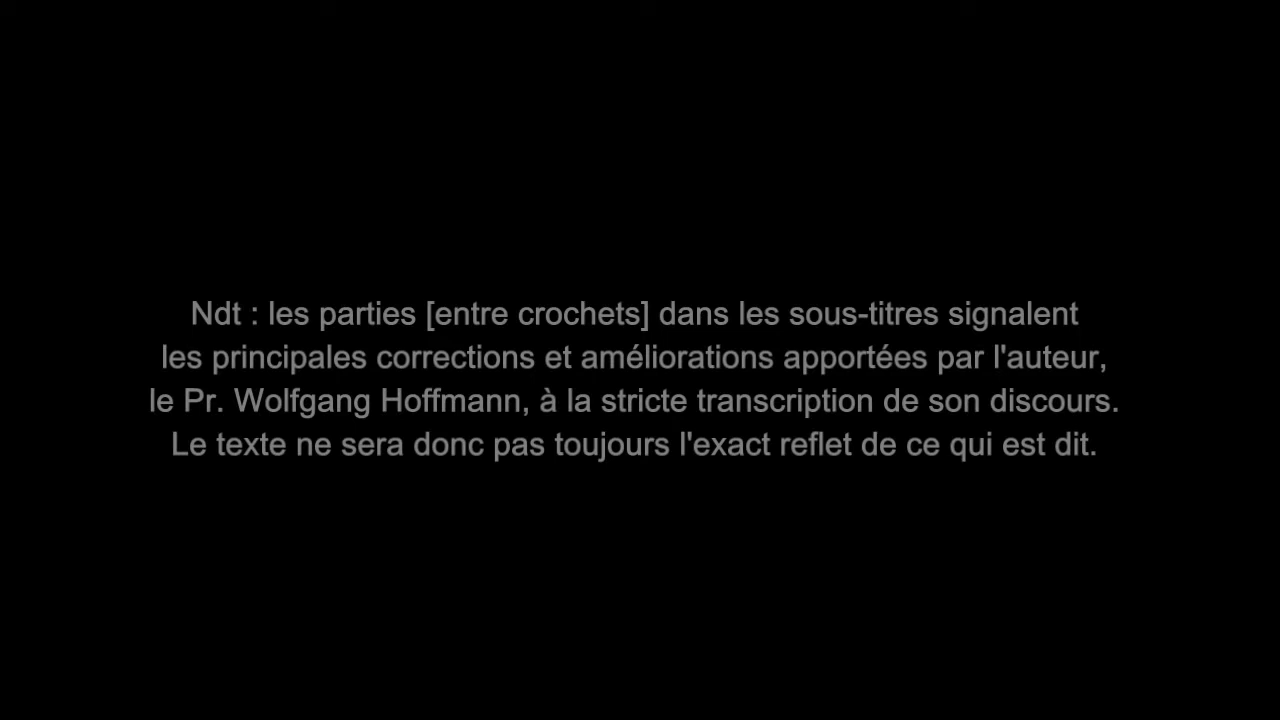 Ndt : les parties [entre crochets] dans les sous-titres signalent
les principales corrections et améliorations apportées par l'auteur,
le Pr. Wolfgang Hoffmann, à la stricte transcription de son discours.
Le texte ne sera donc pas toujours l'exact reflet de ce qui est dit.